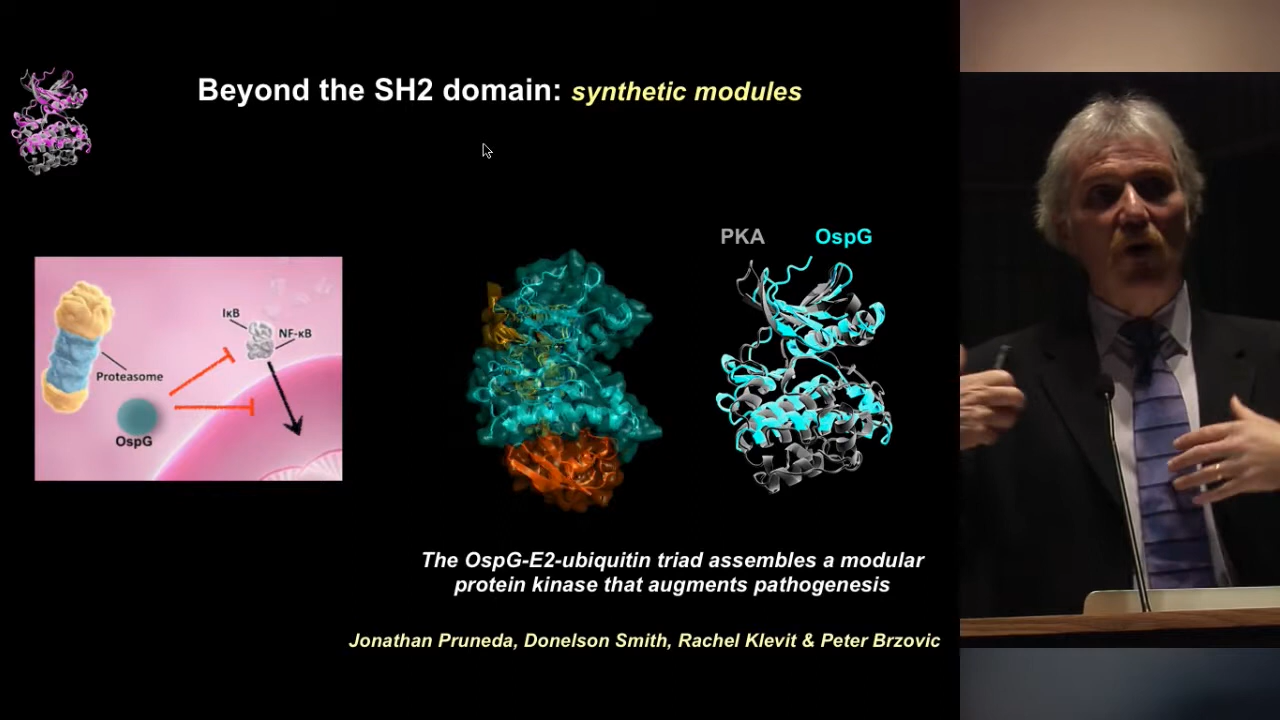 Beyond the SH2 domain: synthetic modules
PKA
OspG
IκB
NF-κB
Proteasome
OspG
The OspG-E2-ubiquitin triad assembles a modular
protein kinase that augments pathogenesis
Jonathan Pruneda, Donelson Smith, Rachel Klevit & Peter Brzovic